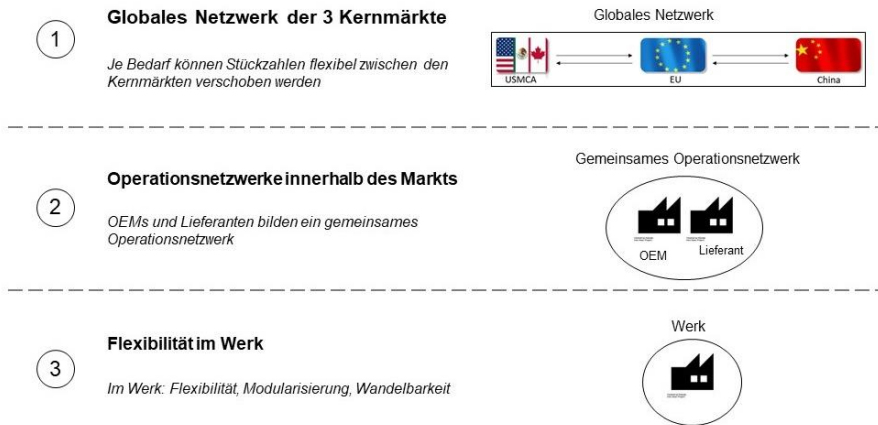 1
Globales Netzwerk der 3 Kernmärkte
Je Bedarf können Stückzahlen flexibel zwischen den
Kernmärkten verschoben werden
Globales Netzwerk
USMCA
EU
China
2
Operationsnetzwerke innerhalb des Markts
OEMs und Lieferanten bilden ein gemeinsames
Operationsnetzwerk
Gemeinsames Operationsnetzwerk
OEM
Lieferant
3
Flexibilität im Werk
Im Werk: Flexibilität, Modularisierung, Wandelbarkeit
Werk